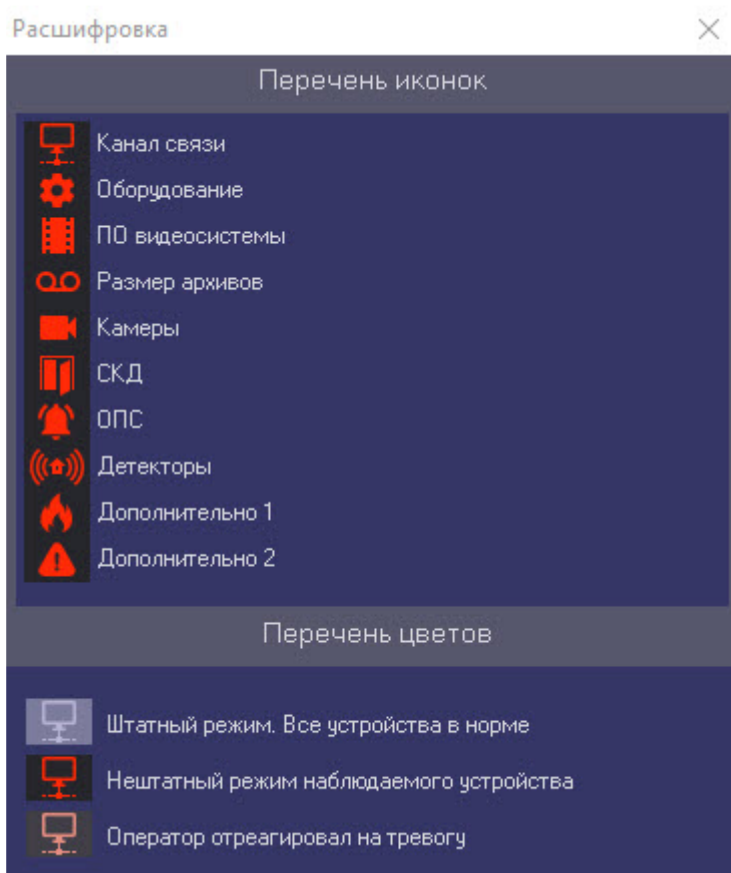 Расшифровка
Перечень иконок
Канал связи
Оборудование
ПО видеосистемы
Размер архивов
Камеры
СКД
ОПС
Детекторы
Дополнительно 1
Дополнительно 2
Перечень цветов
Штатный режим. Все устройства в норме
Нештатный режим наблюдаемого устройства
Оператор отреагировал на тревогу